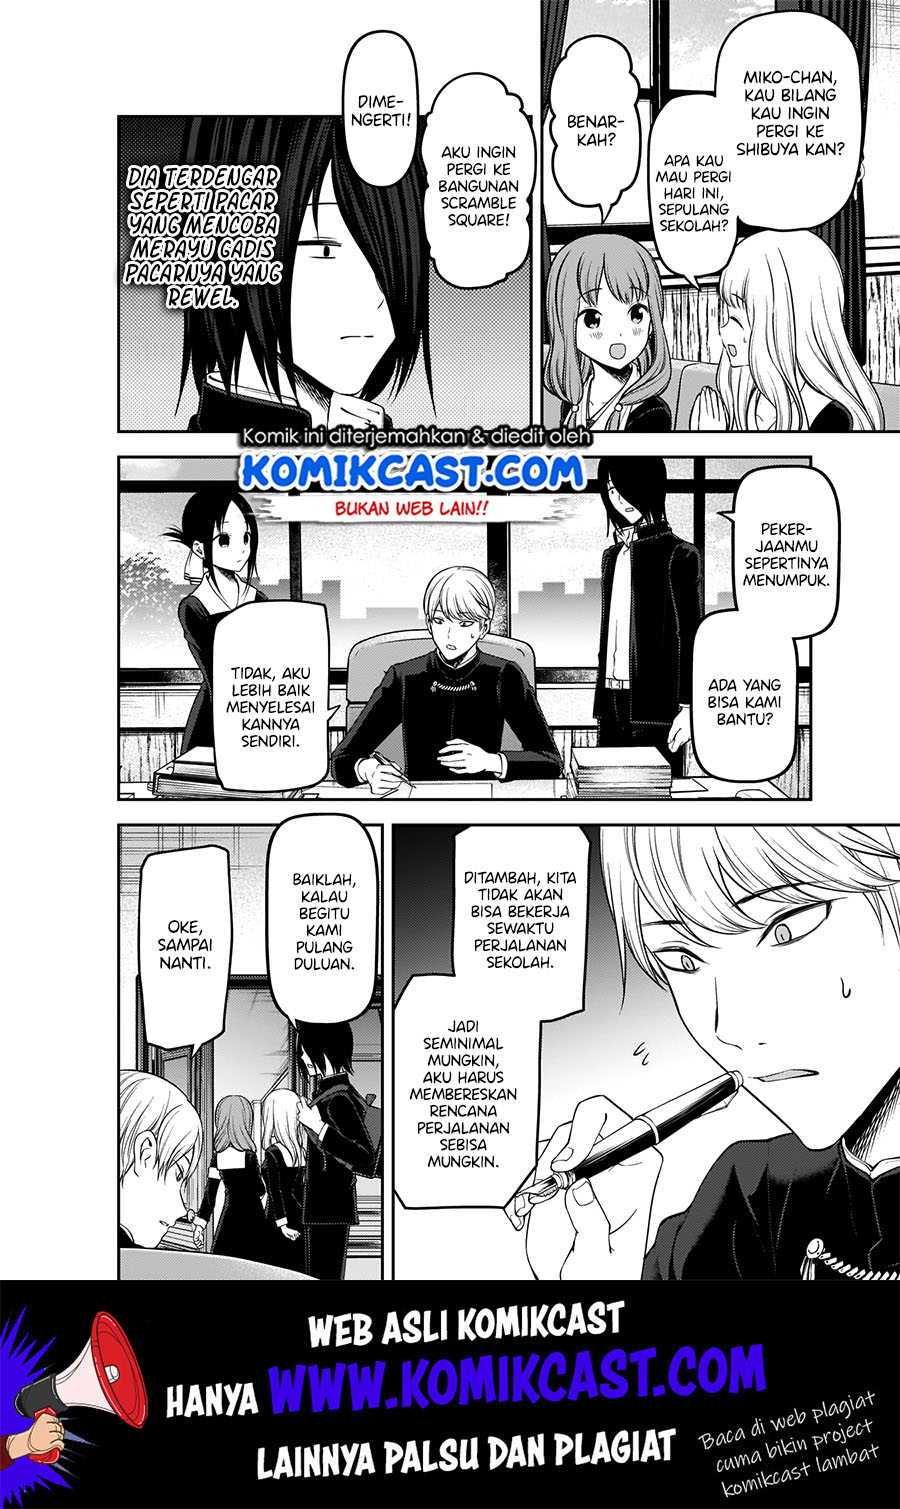 MIKO-CHAN,
KAU BILANG
KAU INGIN
PERGI KE
SHIBUYA KAN?
APA KAU
MAU PERGI
HARI INI,
SEPULANG
SEKOLAH?
BENAR-
KAH?
AKU INGIN
PERGI KE
BANGUNAN
SCRAMBLE
SQUARE!
DIME-
NGERTI!
DIA TERDENGAR
SEPERTI PACAR
YANG MENCOBA
MERAYU GADIS
PACARNYA YANG
REWEL.
Komik ini diterjemahkan & diedit oleh
KOMIKCAST.COM
BUKAN WEB LAIN!!
PEKER-
JAANMU
SEPERTINYA
MENUMPUK.
ADA YANG
BISA KAMI
BANTU?
TIDAK, AKU
LEBIH BAIK
MENYELESAI
KANNYA
SENDIRI.
DITAMBAH, KITA
TIDAK AKAN
BISA BEKERJA
SEWAKTU
PERJALANAN
SEKOLAH.
JADI
SEMINIMAL
MUNGKIN,
AKU HARUS
MEMBERESKAN
RENCANA
PERJALANAN
SEBISA
MUNGKIN.
BAIKLAH,
KALAU
BEGITU
KAMI
PULANG
DULUAN.
OKE,
SAMPAI
NANTI.
WEB ASLI KOMIKCAST
HANYA WWW.KOMIKCAST.COM
LAINNYA PALSU DAN PLAGIAT
Baca di web plagiat
cuma bikin project
komikcast lambat